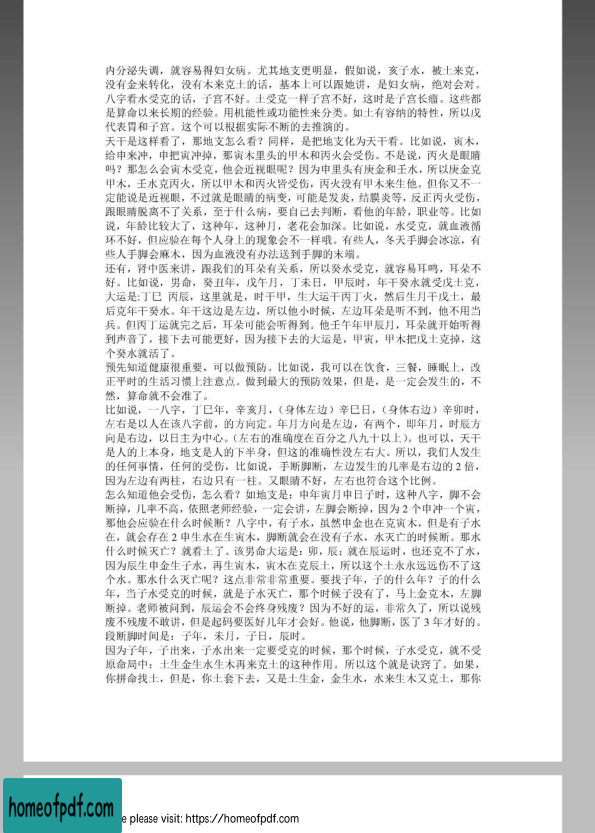 内分泌失调，就容易得妇女病。尤其地支更明显，假如说，亥子水，被土来克，
没有金来转化，没有木来克土的话，基本上可以跟她讲，是妇女病，绝对会对。
八字看水受克的话，子宫不好。土受克一样子宫不好，这时是子宫长瘤。这些都
是算命以来长期的经验。用机能性或功能性来分类。如土有容纳的特性，所以戊
代表胃和子宫。这个可以根据实际不断的去推演的。
天干是这样看了，那地支怎么看？同样，是把地支化为天干看。比如说，寅木，
给申来冲，申把寅冲掉，那寅木里头的甲木和丙火会受伤。不是说，丙火是眼睛
吗？那怎么会寅木受克，他会近视眼呢？因为申里头有庚金和壬水，所以庚金克
甲木，壬水克丙火，所以甲木和丙火皆受伤，丙火没有甲木来生他。但你又不一
定能说是近视眼，不过就是眼睛的病变，可能是发炎，结膜炎等，反正丙火受伤，
跟眼睛脱离不了关系，至于什么病，要自己去判断，看他的年龄，职业等。比如
说，年龄比较大了，这种年，这种月，老花会加深。比如说，水受克，就血液循
环不好，但应验在每个人身上的现象会不一样哦。有些人，冬天手脚会冰凉，有
些人手脚会麻木，因为血液没有办法送到手脚的末端。
还有，肾中医来讲，跟我们的耳朵有关系，所以癸水受克，就容易耳鸣，耳朵不
好。比如说，男命，癸丑年，戊午月，丁未日，甲辰时，年干癸水就受戊土克，
大运是:丁巳 丙辰，这里就是，时干甲，生大运干丙丁火，然后生月干戊土，最
后克年干癸水。年干这边是左边，所以他小时候，左边耳朵是听不到，他不用当
兵。但丙丁运就完之后，耳朵可能会听得到。他壬午年甲辰月，耳朵就开始听得
到声音了，接下去可能更好，因为接下去的大运是，甲寅，甲木把戊土克掉，这
个癸水就活了。
预先知道健康很重要，可以做预防。比如说，我可以在饮食，三餐，睡眠上，改
正平时的生活习惯上注意点。做到最大的预防效果，但是，是一定会发生的，不
然，算命就不会准了。
比如说，一八字，丁巳年，辛亥月，（身体左边）辛巳日，（身体右边）辛卯时，
左右是以人在该八字前，的方向定。年月方向是左边，有两个，即年月，时辰方
向是右边，以日主为中心。（左右的准确度在百分之八九十以上）。也可以，天干
是人的上本身，地支是人的下半身，但这的准确性没左右大。所以，我们人发生
的任何事情，任何的受伤，比如说，手断脚断，左边发生的几率是右边的 2 倍，
因为左边有两柱，右边只有一柱。又眼睛不好，左右也符合这个比例。
怎么知道他会受伤，怎么看？如地支是：申年寅月申日子时，这种八字，脚不会
断掉，几率不高，依照老师经验，一定会讲，左脚会断掉，因为 2 个申冲一个寅，
那他会应验在什么时候断？八字中，有子水，虽然申金也在克寅木，但是有子水
在，就会存在 2 申生水在生寅木，脚断就会在没有子水，水灭亡的时候断。那水
什么时候灭亡？就看土了。该男命大运是：卯，辰；就在辰运时，也还克不了水，
因为辰生申金生子水，再生寅木，寅木在克辰土，所以这个土永永远远伤不了这
个水。那水什么灭亡呢？这点非常非常重要。要找子年，子的什么年？子的什么
年，当子水受克的时候，就是子水灭亡，那个时候子没有了，马上金克木，左脚
断掉。老师被问到，辰运会不会终身残废？因为不好的运，非常久了，所以说残
废不残废不敢讲，但是起码要医好几年才会好。他说，他脚断，医了 3 年才好的。
段断脚时间是：子年，未月，子日，辰时。
因为子年，子出来，子水出来一定要受克的时候，那个时候，子水受克，就不受
原命局中：土生金生水生木再来克土的这种作用。所以这个就是诀窍了。如果，
你拼命找土，但是，你土套下去，又是土生金，金生水，水来生木又克土，那你
homeofpdf.com
e please visit: https://homeofpdf.com